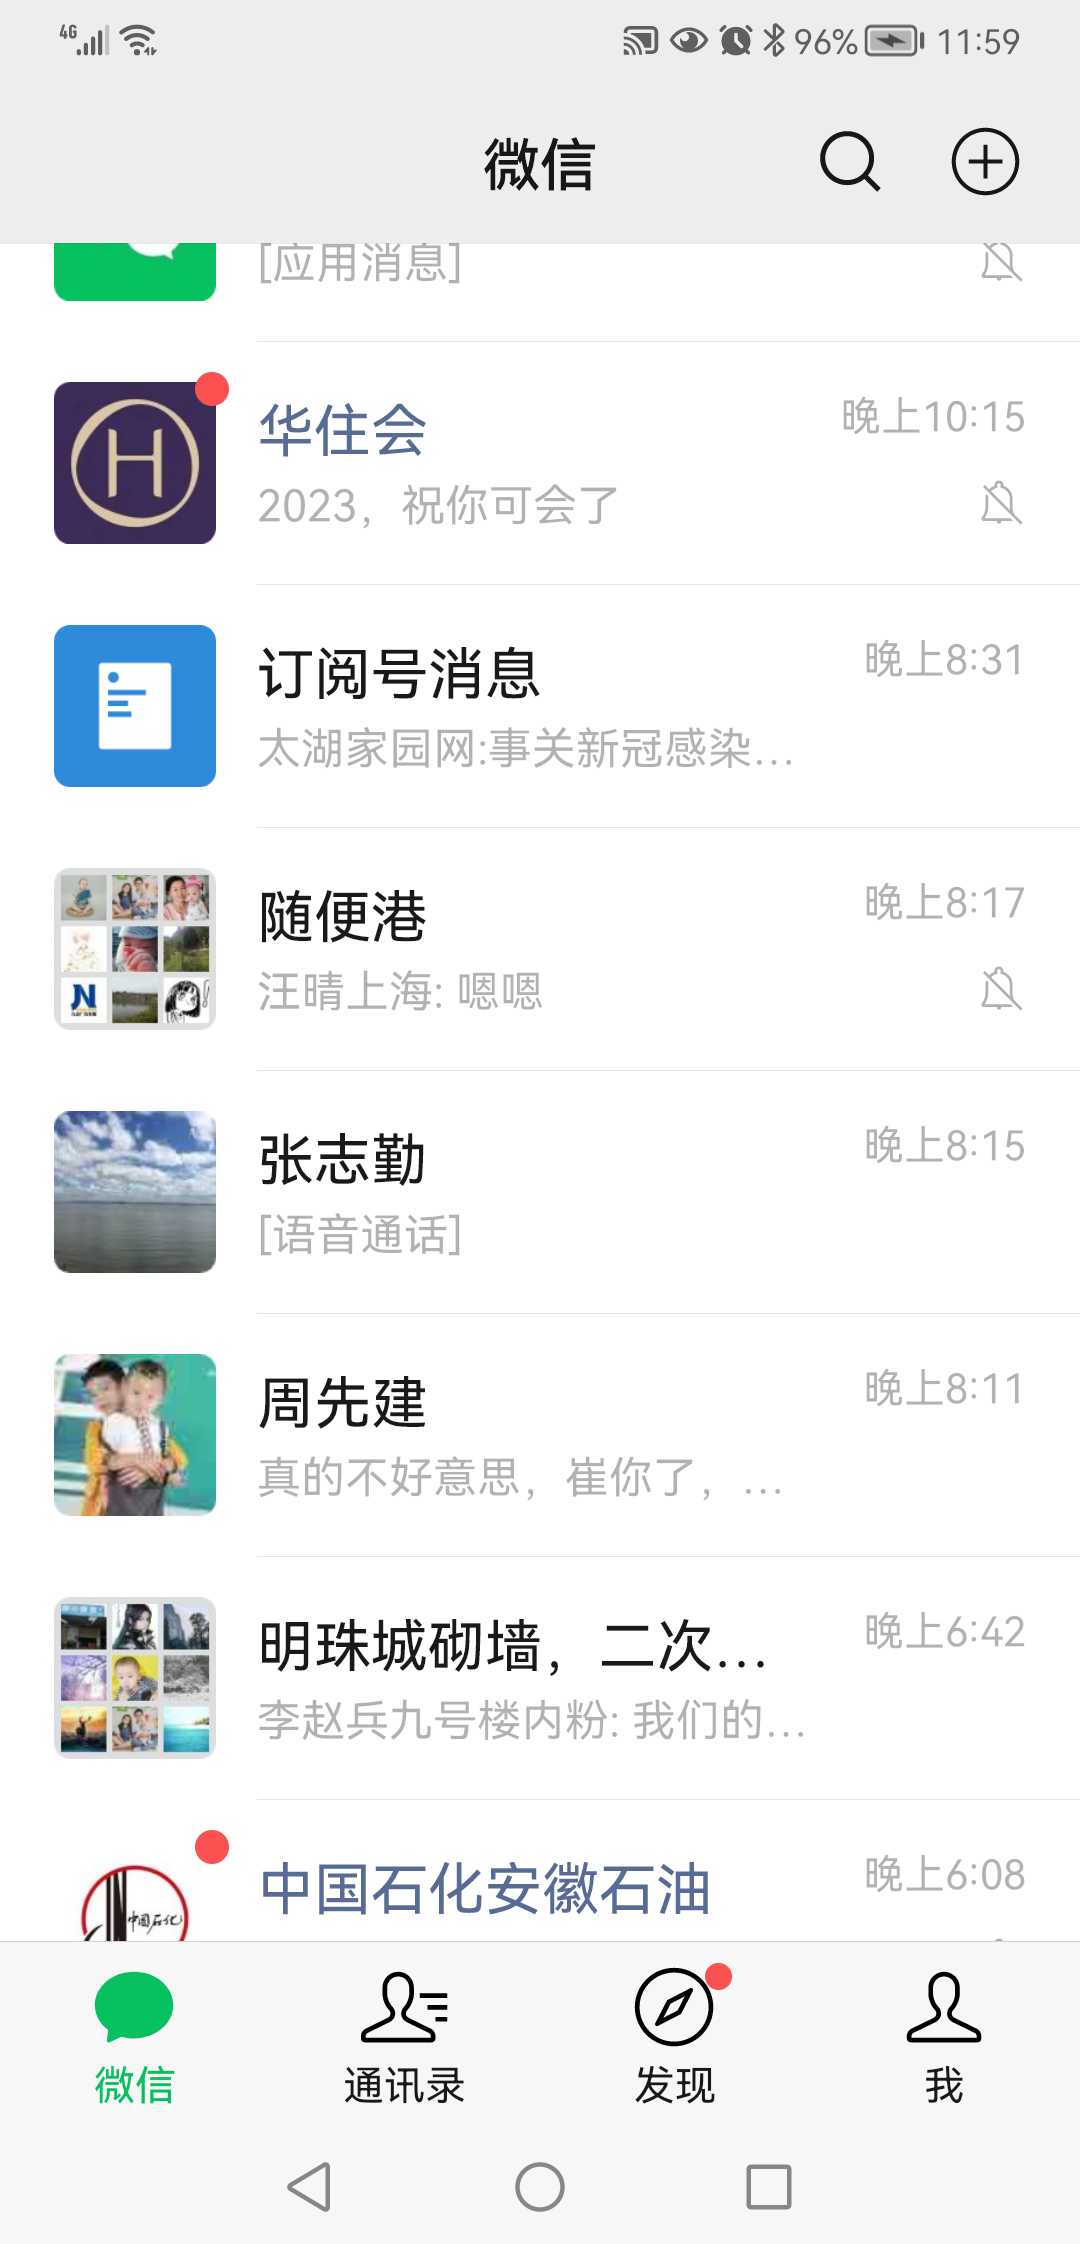 4G 96% 11:59
微信
[应用消息]
华住会 晚上10:15
2023，祝你可会了
订阅号消息 晚上8:31
太湖家园网:事关新冠感染...
随便港 晚上8:17
汪晴上海: 嗯嗯
张志勤 晚上8:15
[语音通话]
周先建 晚上8:11
真的不好意思，崔你了，...
明珠城砌墙，二次... 晚上6:42
李赵兵九号楼内粉: 我们的...
中国石化
中国石化安徽石油 晚上6:08
微信 通讯录 发现 我